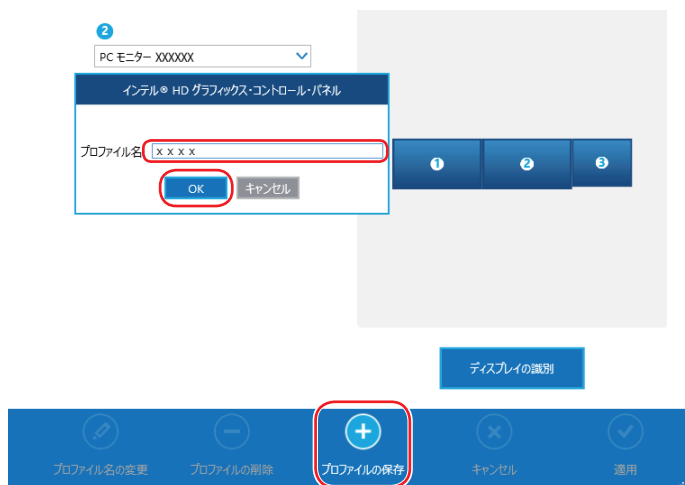 2
PC モニター XXXXXX
インテル® HD グラフィックス・コントロール・パネル
プロファイル名 ｘｘｘｘ
OK キャンセル
1 2 3
ディスプレイの識別
プロファイル名の変更 プロファイルの削除 プロファイルの保存 キャンセル 適用